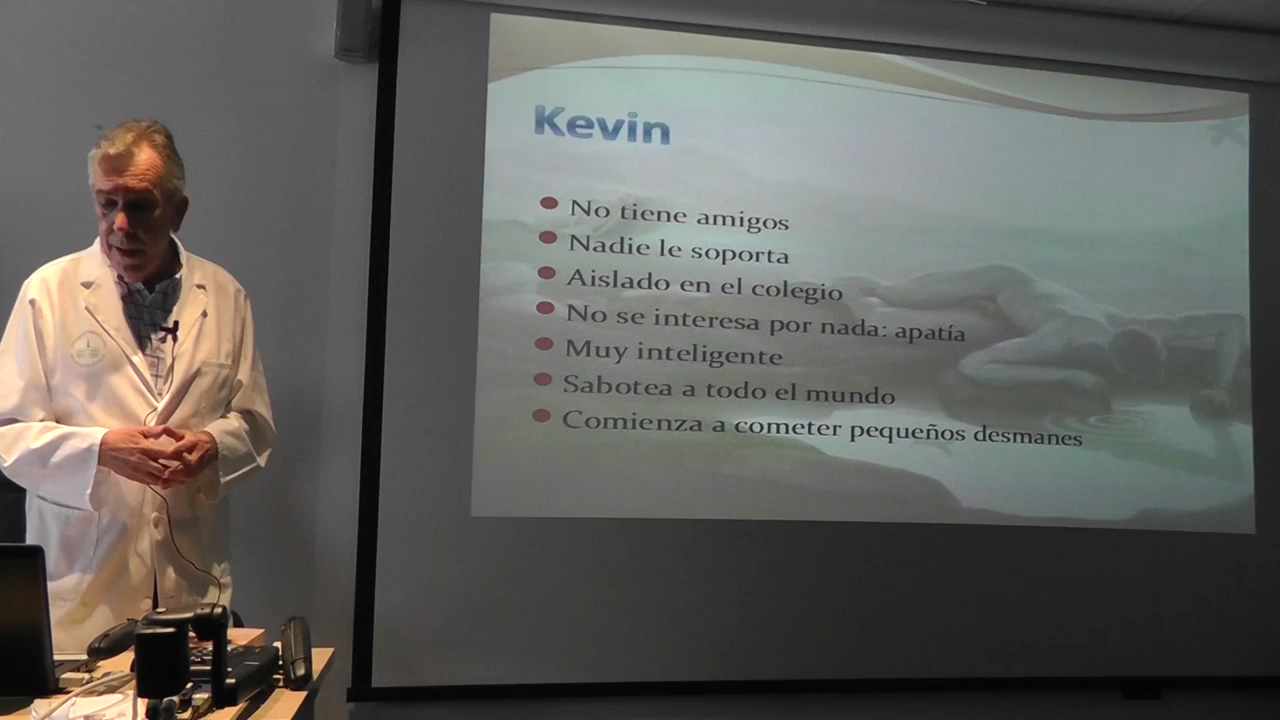 Kevin
No tiene amigos
Nadie le soporta
Aislado en el colegio
No se interesa por nada: apatía
Muy inteligente
Sabotea a todo el mundo
Comienza a cometer pequeños desmanes